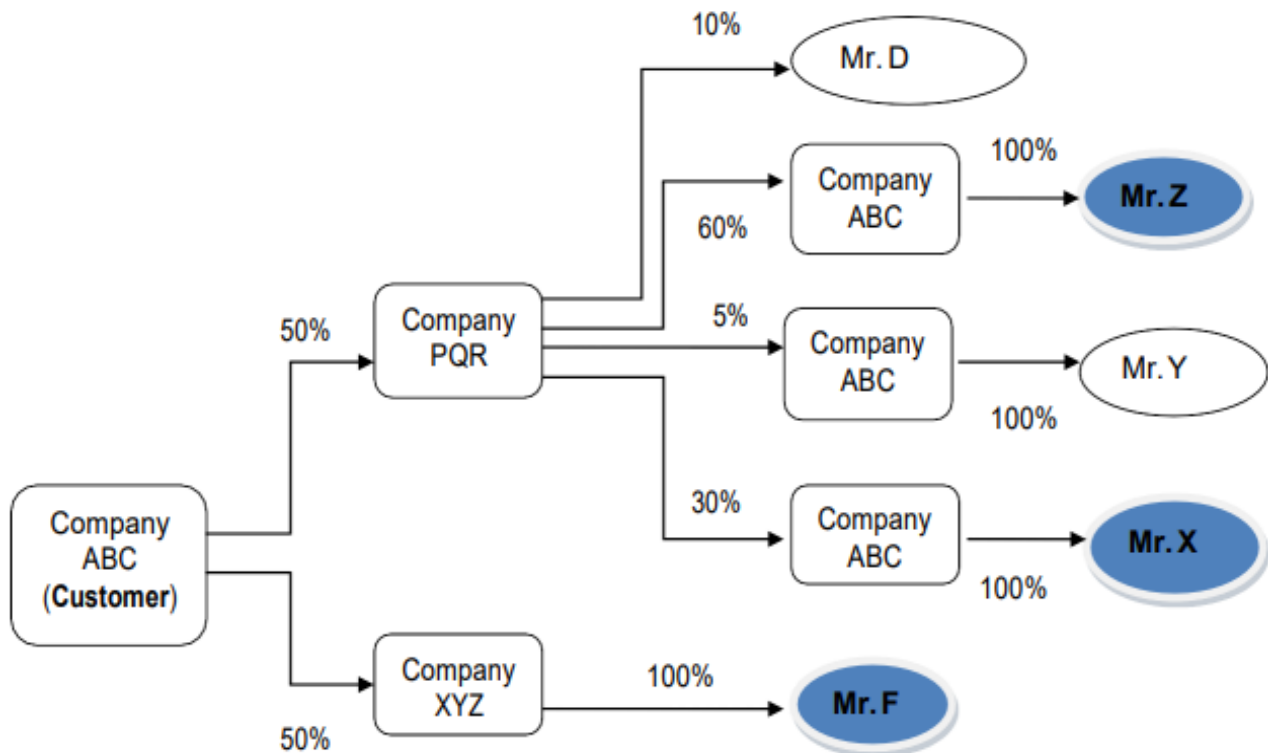 10%
Mr. D
Company
ABC
100%
Mr. Z
60%
Company
PQR
50%
5%
Company
ABC
Mr. Y
100%
30%
Company
ABC
Mr. X
100%
Company
ABC
(Customer)
Company
XYZ
100%
Mr. F
50%